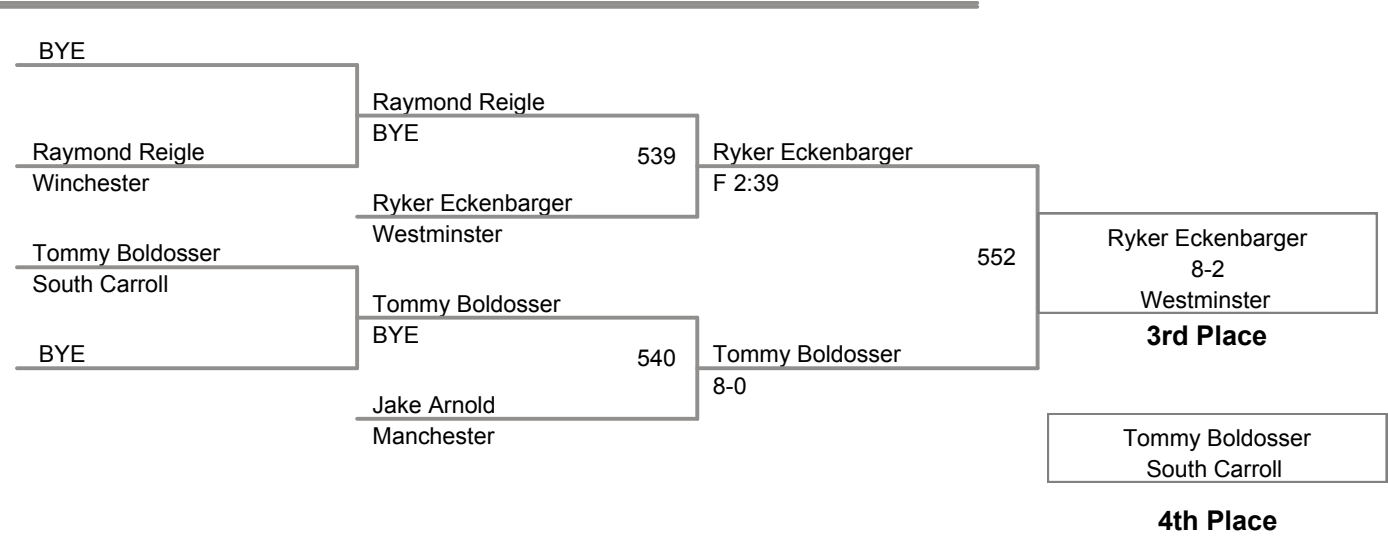 BYE
Raymond Reigle
BYE
Raymond Reigle
Winchester
539
Ryker Eckenbarger
F 2:39
Ryker Eckenbarger
Westminster
Tommy Boldosser
South Carroll
552
Ryker Eckenbarger
8-2
Westminster
3rd Place
Tommy Boldosser
BYE
BYE
540
Tommy Boldosser
8-0
Jake Arnold
Manchester
Tommy Boldosser
South Carroll
4th Place